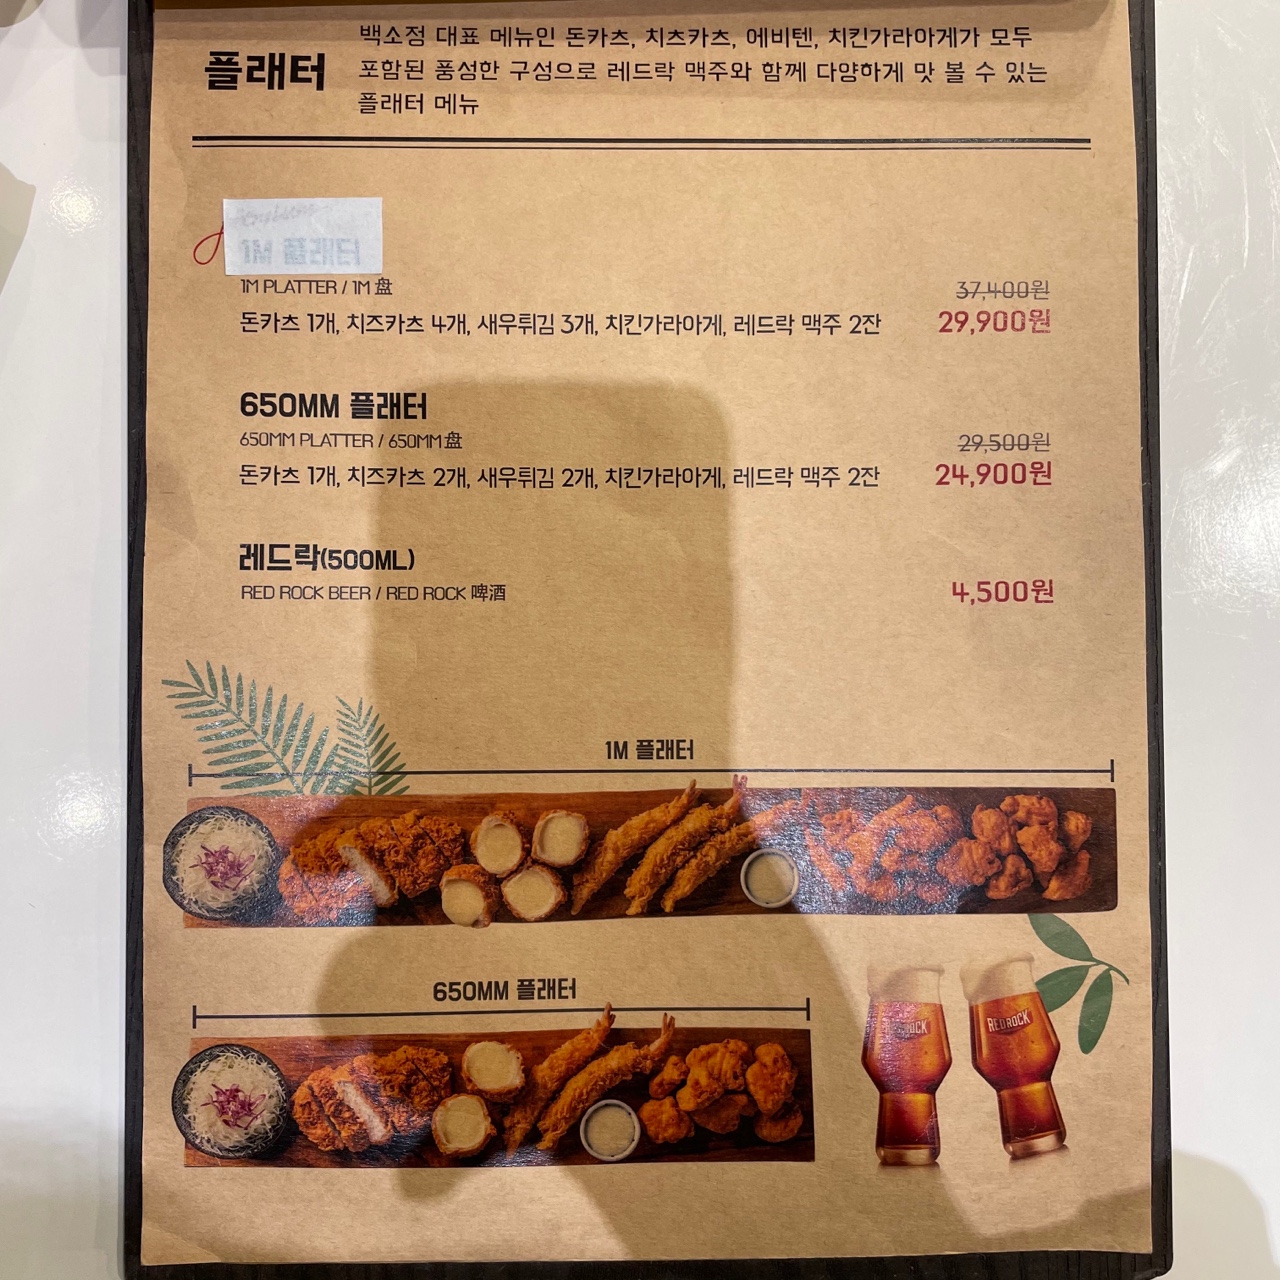 플래터
백소정 대표 메뉴인 돈카츠, 치츠카츠, 에비텐, 치킨가라아게가 모두
포함된 풍성한 구성으로 레드락 맥주와 함께 다양하게 맛 볼 수 있는
플래터 메뉴
1M 플래터
1M PLATTER / 1M 盘
37,400원
돈카츠 1개, 치즈카츠 4개, 새우튀김 3개, 치킨가라아게, 레드락 맥주 2잔
29,900원
650MM 플래터
650MM PLATTER / 650MM盘
29,500원
돈카츠 1개, 치즈카츠 2개, 새우튀김 2개, 치킨가라아게, 레드락 맥주 2잔
24,900원
레드락(500ML)
RED ROCK BEER / RED ROCK 啤酒
4,500원
1M 플래터
650MM 플래터
REDROCK